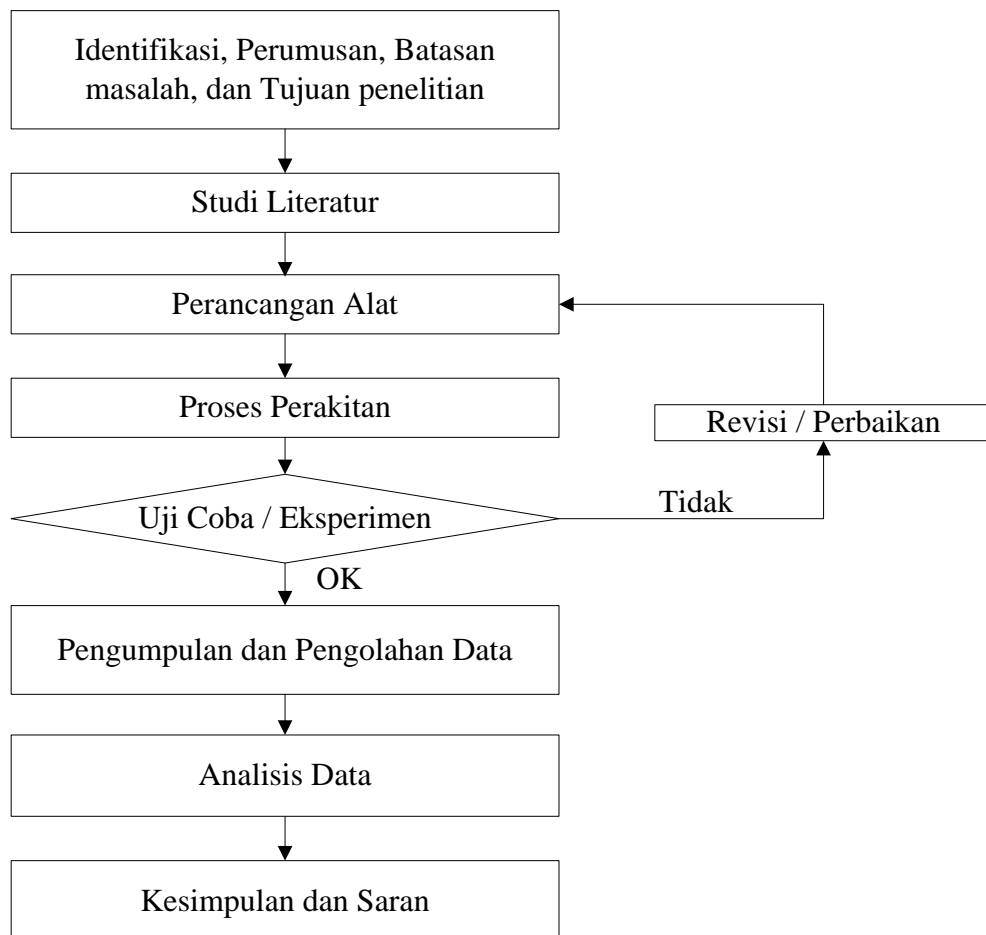 Identifikasi, Perumusan, Batasan
masalah, dan Tujuan penelitian
Studi Literatur
Perancangan Alat
Proses Perakitan
Revisi / Perbaikan
Uji Coba / Eksperimen
Tidak
OK
Pengumpulan dan Pengolahan Data
Analisis Data
Kesimpulan dan Saran